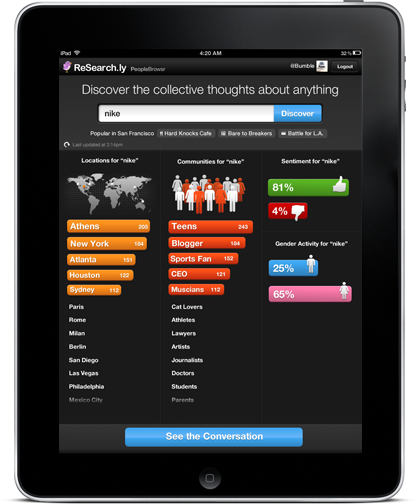 iPad 4:20 AM 32%
ReSearch.ly PeopleBrowsr @Bumble Logout
Discover the collective thoughts about anything
nike Discover
Popular in San Francisco Hard Knocks Cafe Bare to Breakers Battle for L.A.
Last updated at 2:14pm
Locations for "nike"
Athens 205
New York 184
Atlanta 151
Houston 122
Sydney 112
Paris
Rome
Milan
Berlin
San Diego
Las Vegas
Philadelphia
Mexico City
Communities for "nike"
Teens 243
Blogger 184
Sports Fan 152
CEO 121
Muscians 112
Cat Lovers
Athletes
Lawyers
Artists
Journalists
Doctors
Students
Parents
Sentiment for "nike"
81%
4%
Gender Activity for "nike"
25%
65%
See the Conversation